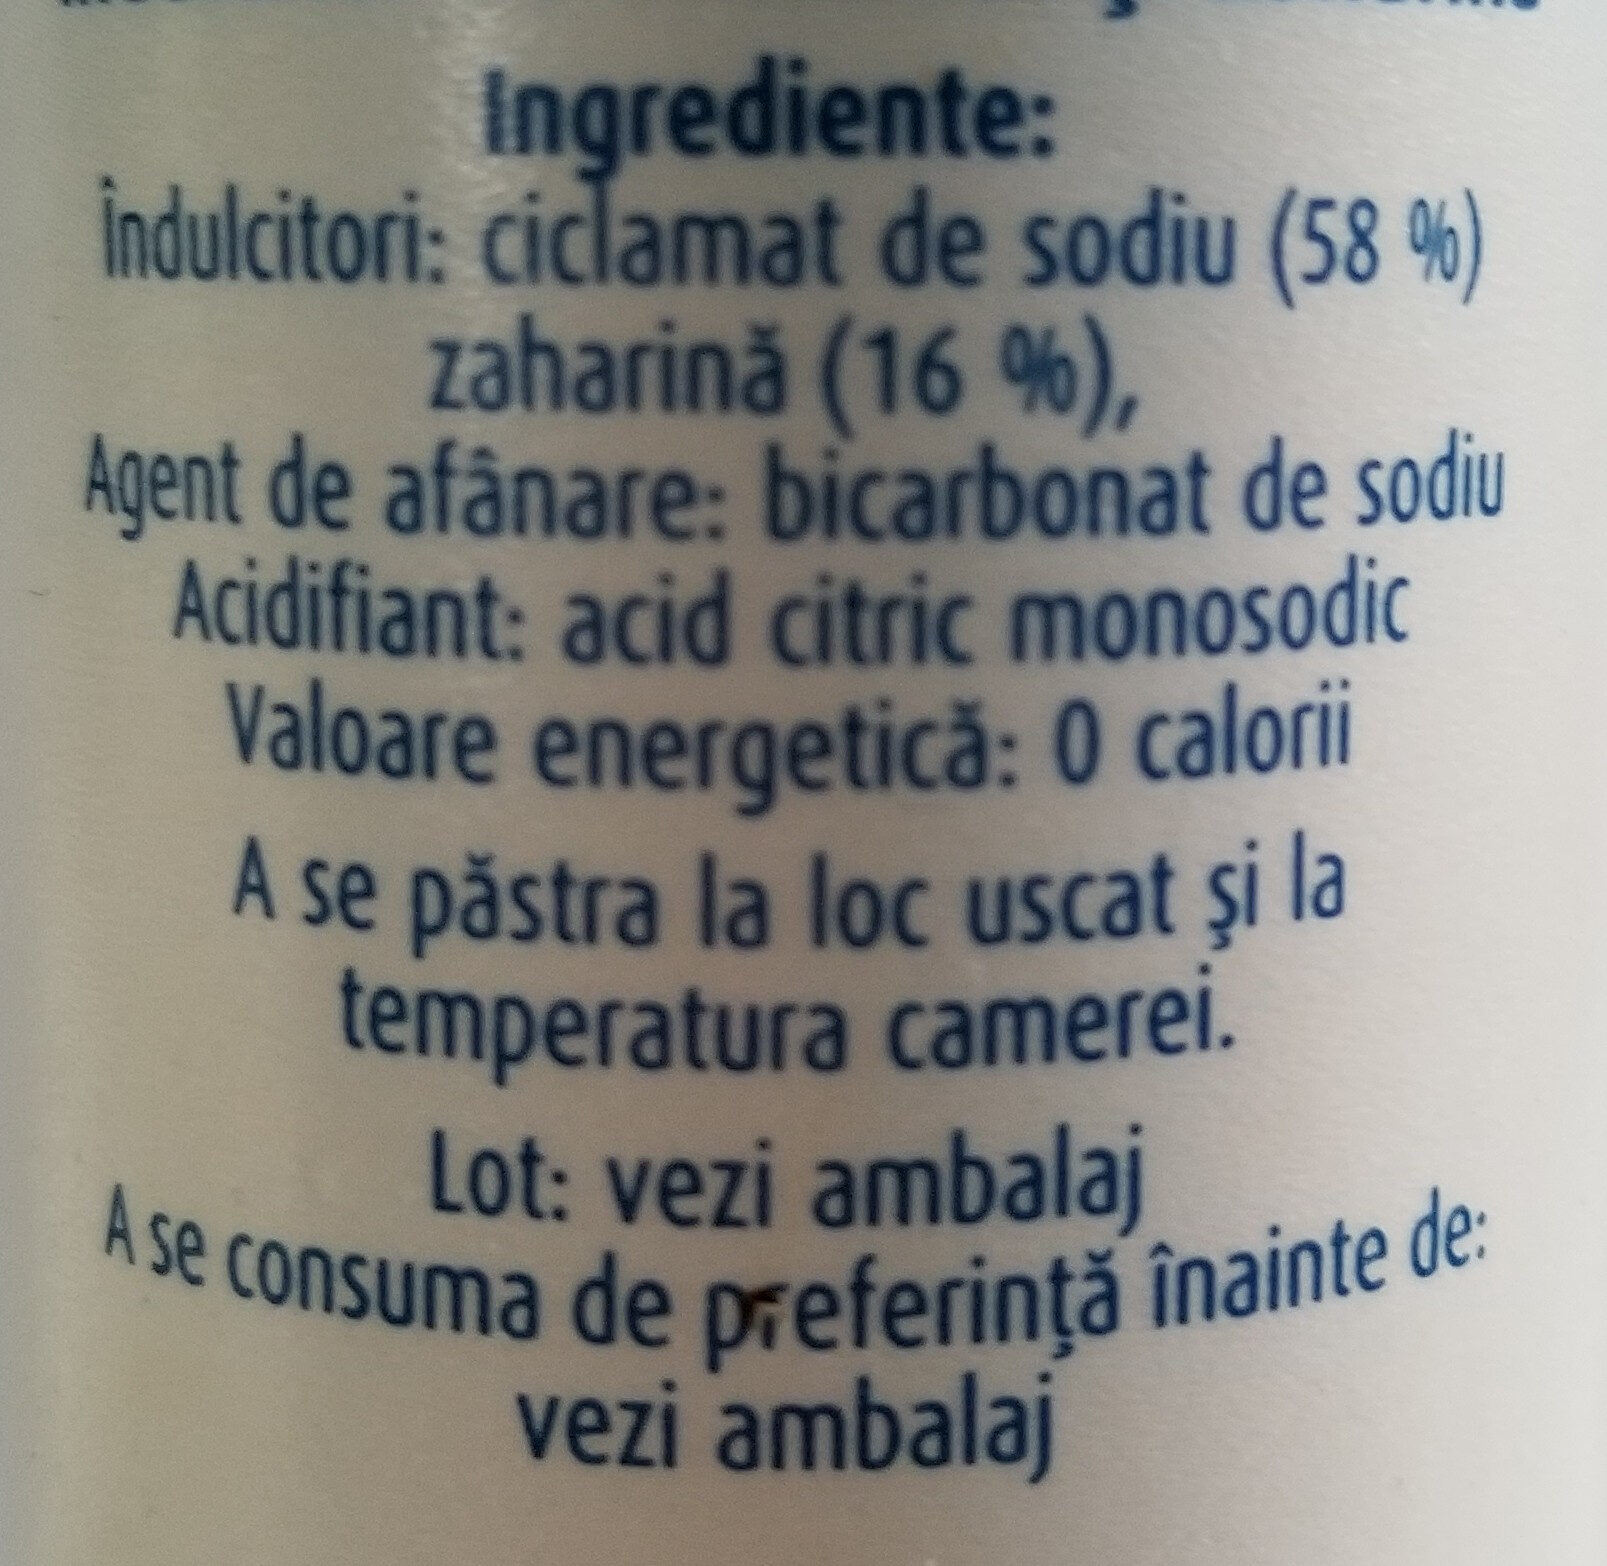 Ingrediente:
Îndulcitori: ciclamat de sodiu (58 %)
zaharină (16 %),
Agent de afânare: bicarbonat de sodiu
Acidifiant: acid citric monosodic
Valoare energetică: 0 calorii
A se păstra la loc uscat şi la
temperatura camerei.
Lot: vezi ambalaj
A se consuma de preferinţă înainte de:
vezi ambalaj